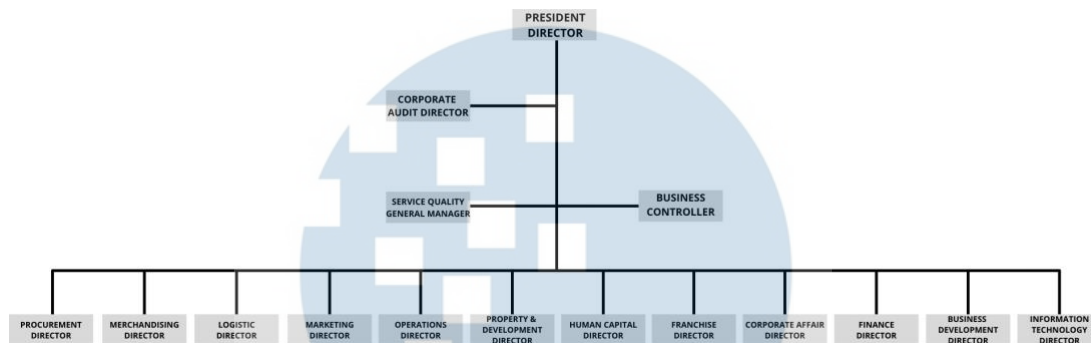 PRESIDENT
DIRECTOR
CORPORATE
AUDIT DIRECTOR
SERVICE QUALITY
GENERAL MANAGER
BUSINESS
CONTROLLER
PROCUREMENT
DIRECTOR
MERCHANDISING
DIRECTOR
LOGISTIC
DIRECTOR
MARKETING
DIRECTOR
OPERATIONS
DIRECTOR
PROPERTY &
DEVELOPMENT
DIRECTOR
HUMAN CAPITAL
DIRECTOR
FRANCHISE
DIRECTOR
CORPORATE AFFAIR
DIRECTOR
FINANCE
DIRECTOR
BUSINESS
DEVELOPMENT
DIRECTOR
INFORMATION
TECHNOLOGY
DIRECTOR